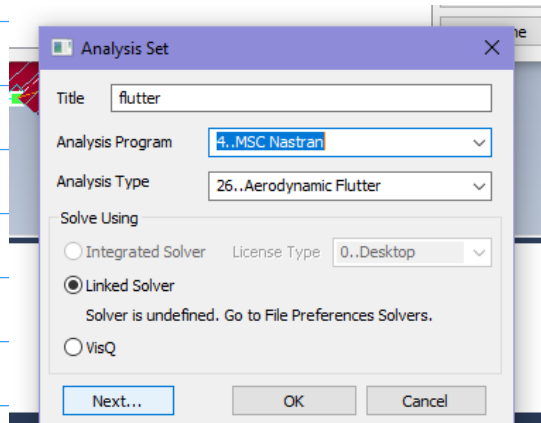 ne
Analysis Set
Title flutter
Analysis Program 4..MSC Nastran
Analysis Type 26..Aerodynamic Flutter
Solve Using
Integrated Solver License Type 0..Desktop
Linked Solver
Solver is undefined. Go to File Preferences Solvers.
VisQ
Next... OK Cancel